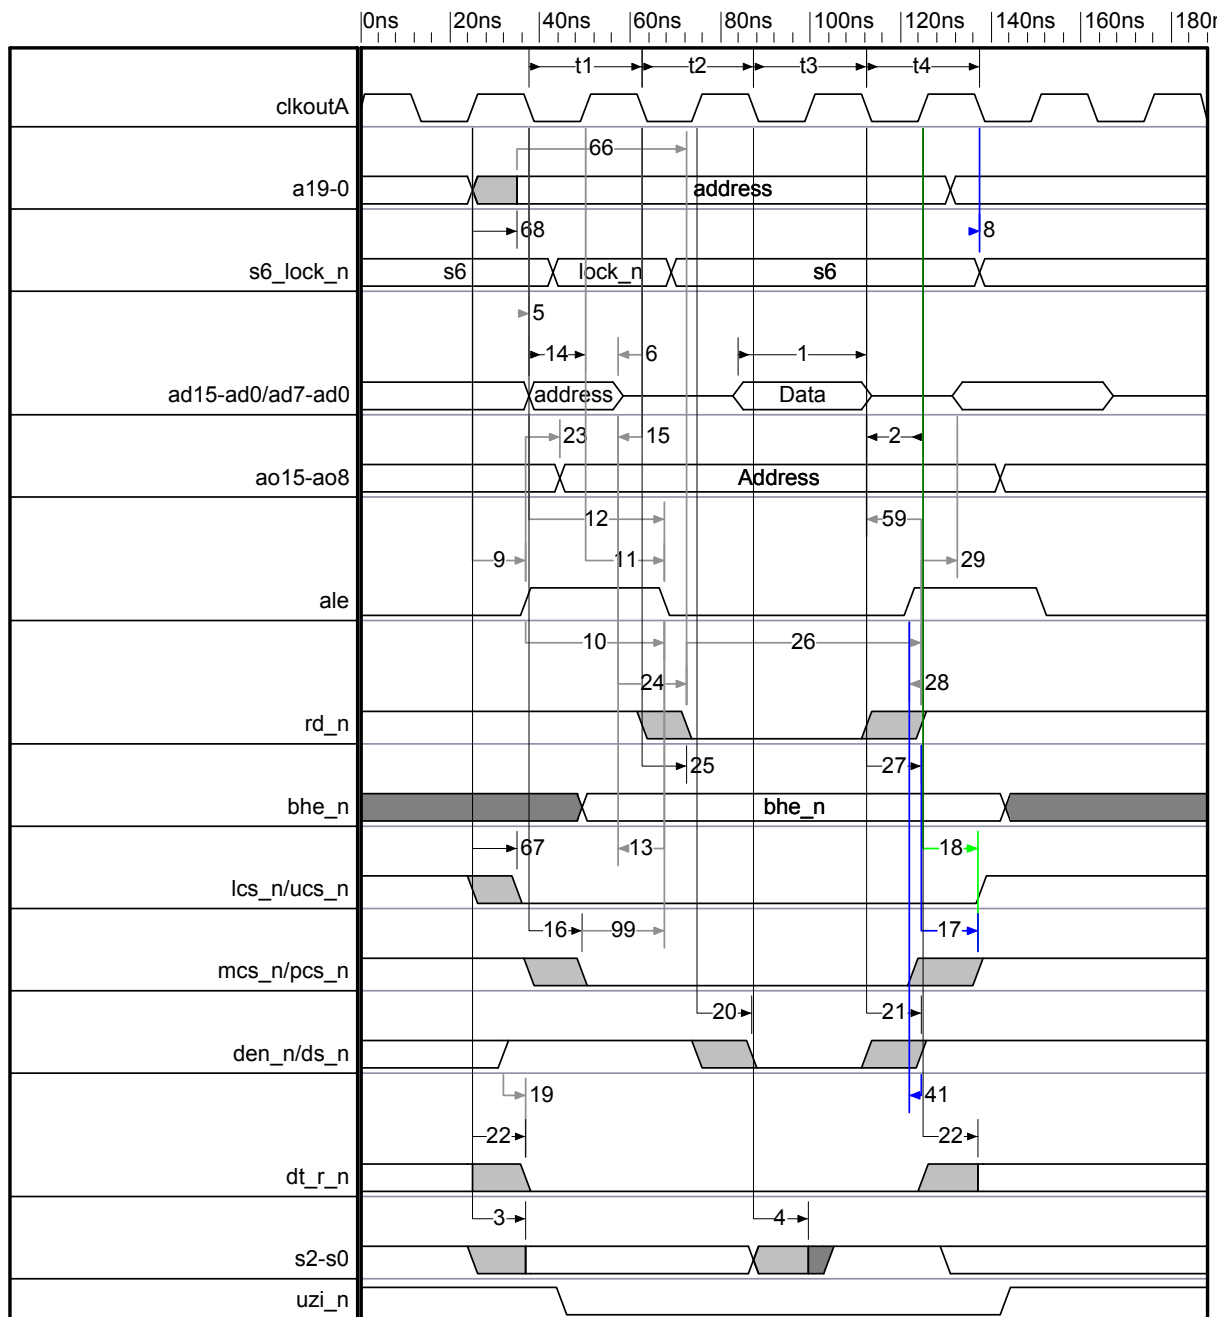 0ns 20ns 40ns 60ns 80ns 100ns 120ns 140ns 160ns 180n
t1 t2 t3 t4
clkoutA
66
a19-0 address
68 8
s6_lock_n s6 lock_n s6
5
14 6 1
ad15-ad0/ad7-ad0 address Data
23 15 2
ao15-ao8 Address
12 59
9 11 29
ale
10 26
24 28
rd_n
25 27
bhe_n bhe_n
67 13 18
lcs_n/ucs_n
16 99 17
mcs_n/pcs_n
20 21
den_n/ds_n
19 41
22 22
dt_r_n
3 4
s2-s0
uzi_n